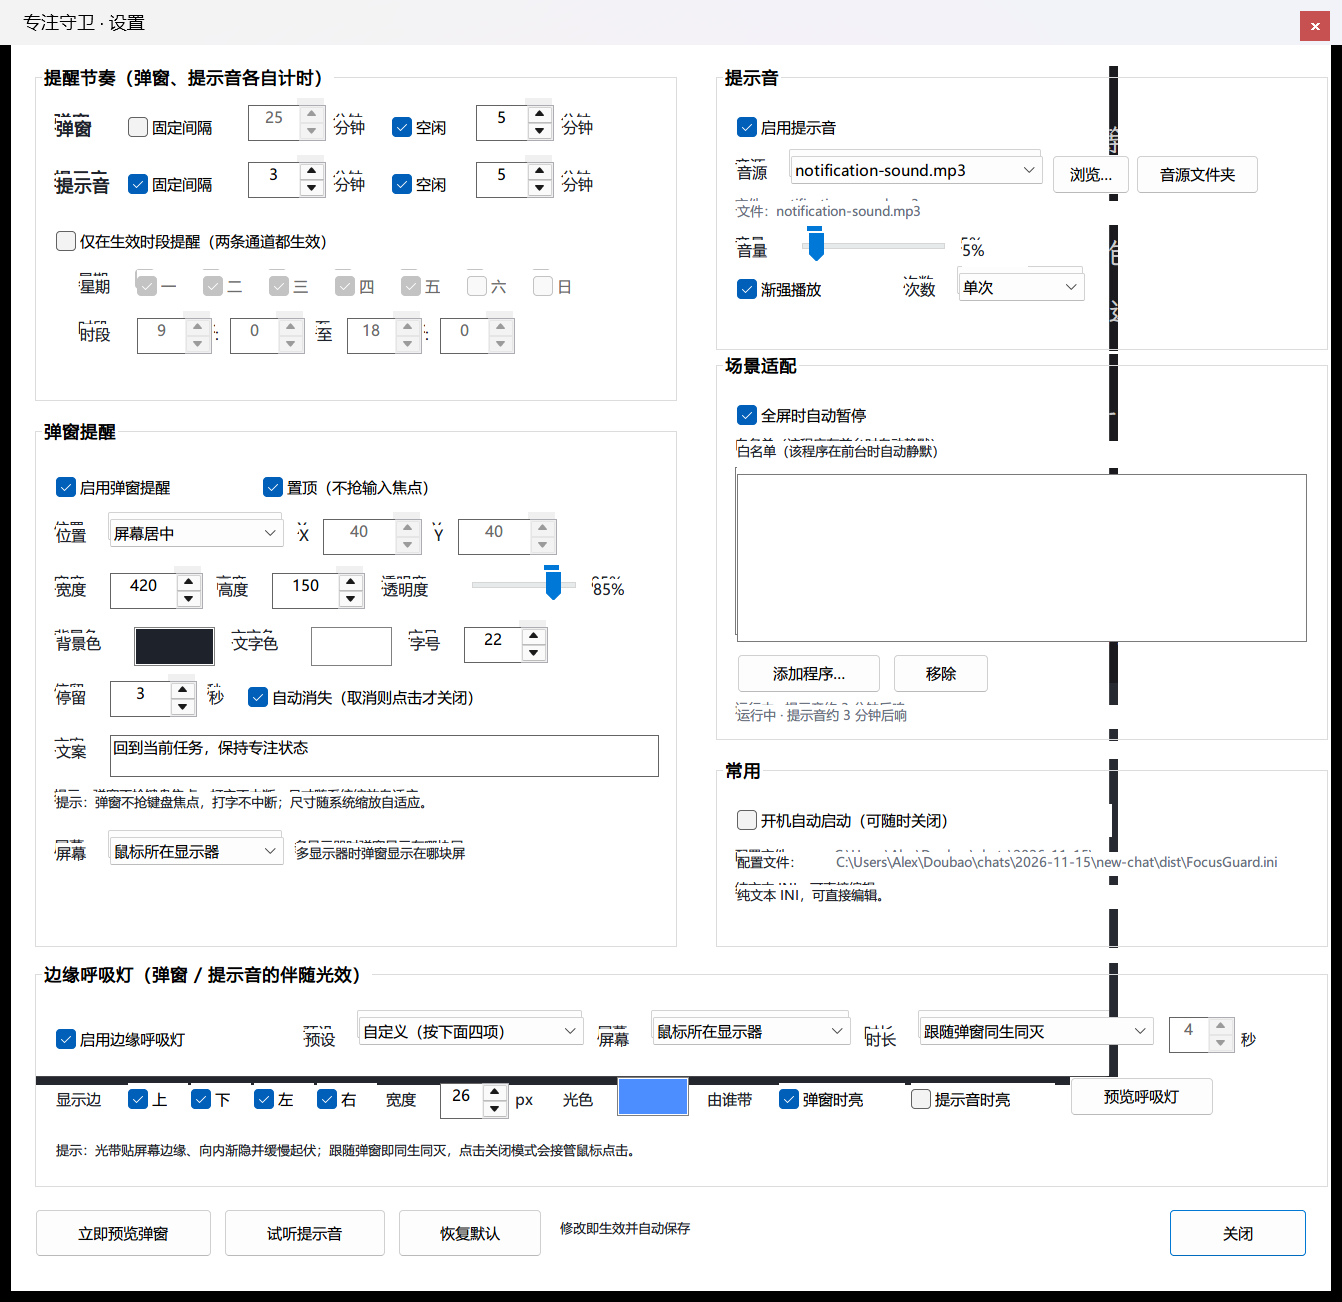 专注守卫 · 设置
提醒节奏（弹窗、提示音各自计时）
弹窗 固定间隔 25 分钟 空闲 5 分钟
提示音 固定间隔 3 分钟 空闲 5 分钟
仅在生效时段提醒（两条通道都生效）
星期 一 二 三 四 五 六 日
时段 9 : 0 至 18 : 0
弹窗提醒
启用弹窗提醒 置顶（不抢输入焦点）
位置 屏幕居中 X 40 Y 40
宽度 420 高度 150 透明度 85%
背景色 文字色 字号 22
停留 3 秒 自动消失（取消则点击才关闭）
文案 回到当前任务，保持专注状态
提示：弹窗不抢键盘焦点，打字不中断；尺寸随系统缩放自适应。
屏幕 鼠标所在显示器 多显示器时弹窗显示在哪块屏
提示音
启用提示音
音源 notification-sound.mp3 浏览... 音源文件夹
文件：notification-sound.mp3
音量 5%
渐强播放 次数 单次
场景适配
全屏时自动暂停
白名单（该程序在前台时自动静默）
添加程序... 移除
运行中 · 提示音约 3 分钟后响
常用
开机自动启动（可随时关闭）
配置文件： C:\Users\Alex\Doubao\chats\2026-11-15\new-chat\dist\FocusGuard.ini
纯文本 INI，可直接编辑。
边缘呼吸灯（弹窗 / 提示音的伴随光效）
启用边缘呼吸灯 预设 自定义（按下面四项） 屏幕 鼠标所在显示器 时长 跟随弹窗同生同灭 4 秒
显示边 上 下 左 右 宽度 26 px 光色 由谁带 弹窗时亮 提示音时亮 预览呼吸灯
提示：光带贴屏幕边缘、向内渐隐并缓慢起伏；跟随弹窗即同生同灭，点击关闭模式会接管鼠标点击。
立即预览弹窗 试听提示音 恢复默认 修改即生效并自动保存 关闭